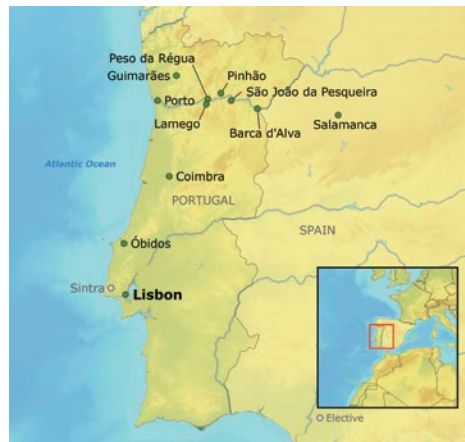 Peso da Régua
Guimarães
Pinhão
Porto
São João da Pesqueira
Lamego
Barca d'Alva
Salamanca
Atlantic Ocean
Coimbra
PORTUGAL
SPAIN
Óbidos
Sintra
Lisbon
Elective